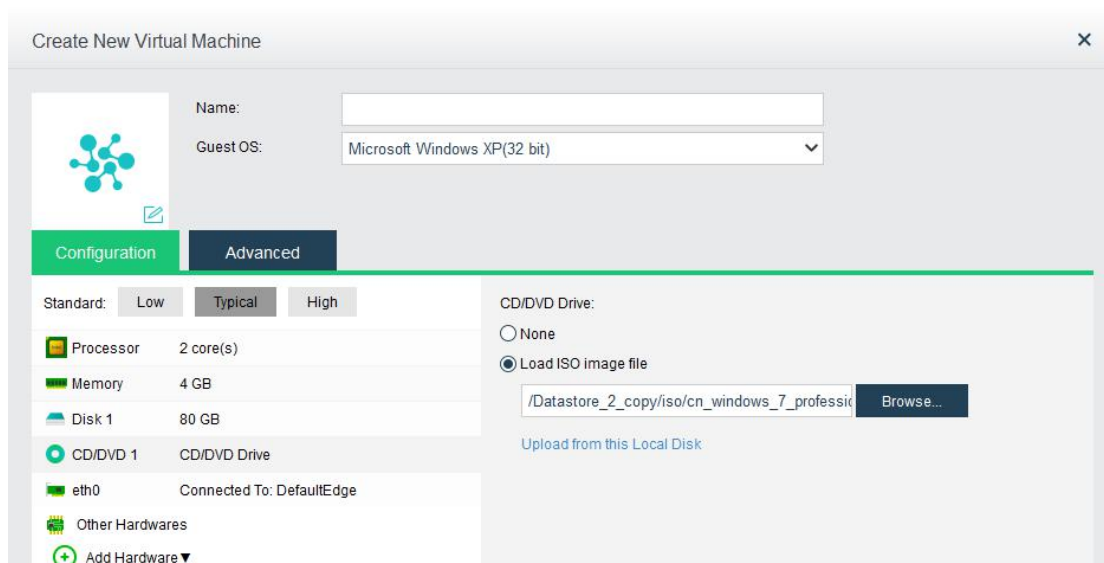 Create New Virtual Machine
Name:
Guest OS:
Microsoft Windows XP(32 bit)
Configuration
Advanced
Standard:
Low
Typical
High
Processor
2 core(s)
Memory
4 GB
Disk 1
80 GB
CD/DVD 1
CD/DVD Drive
eth0
Connected To: DefaultEdge
Other Hardwares
Add Hardware▼
CD/DVD Drive:
None
Load ISO image file
/Datastore_2_copy/iso/cn_windows_7_professio
Browse...
Upload from this Local Disk